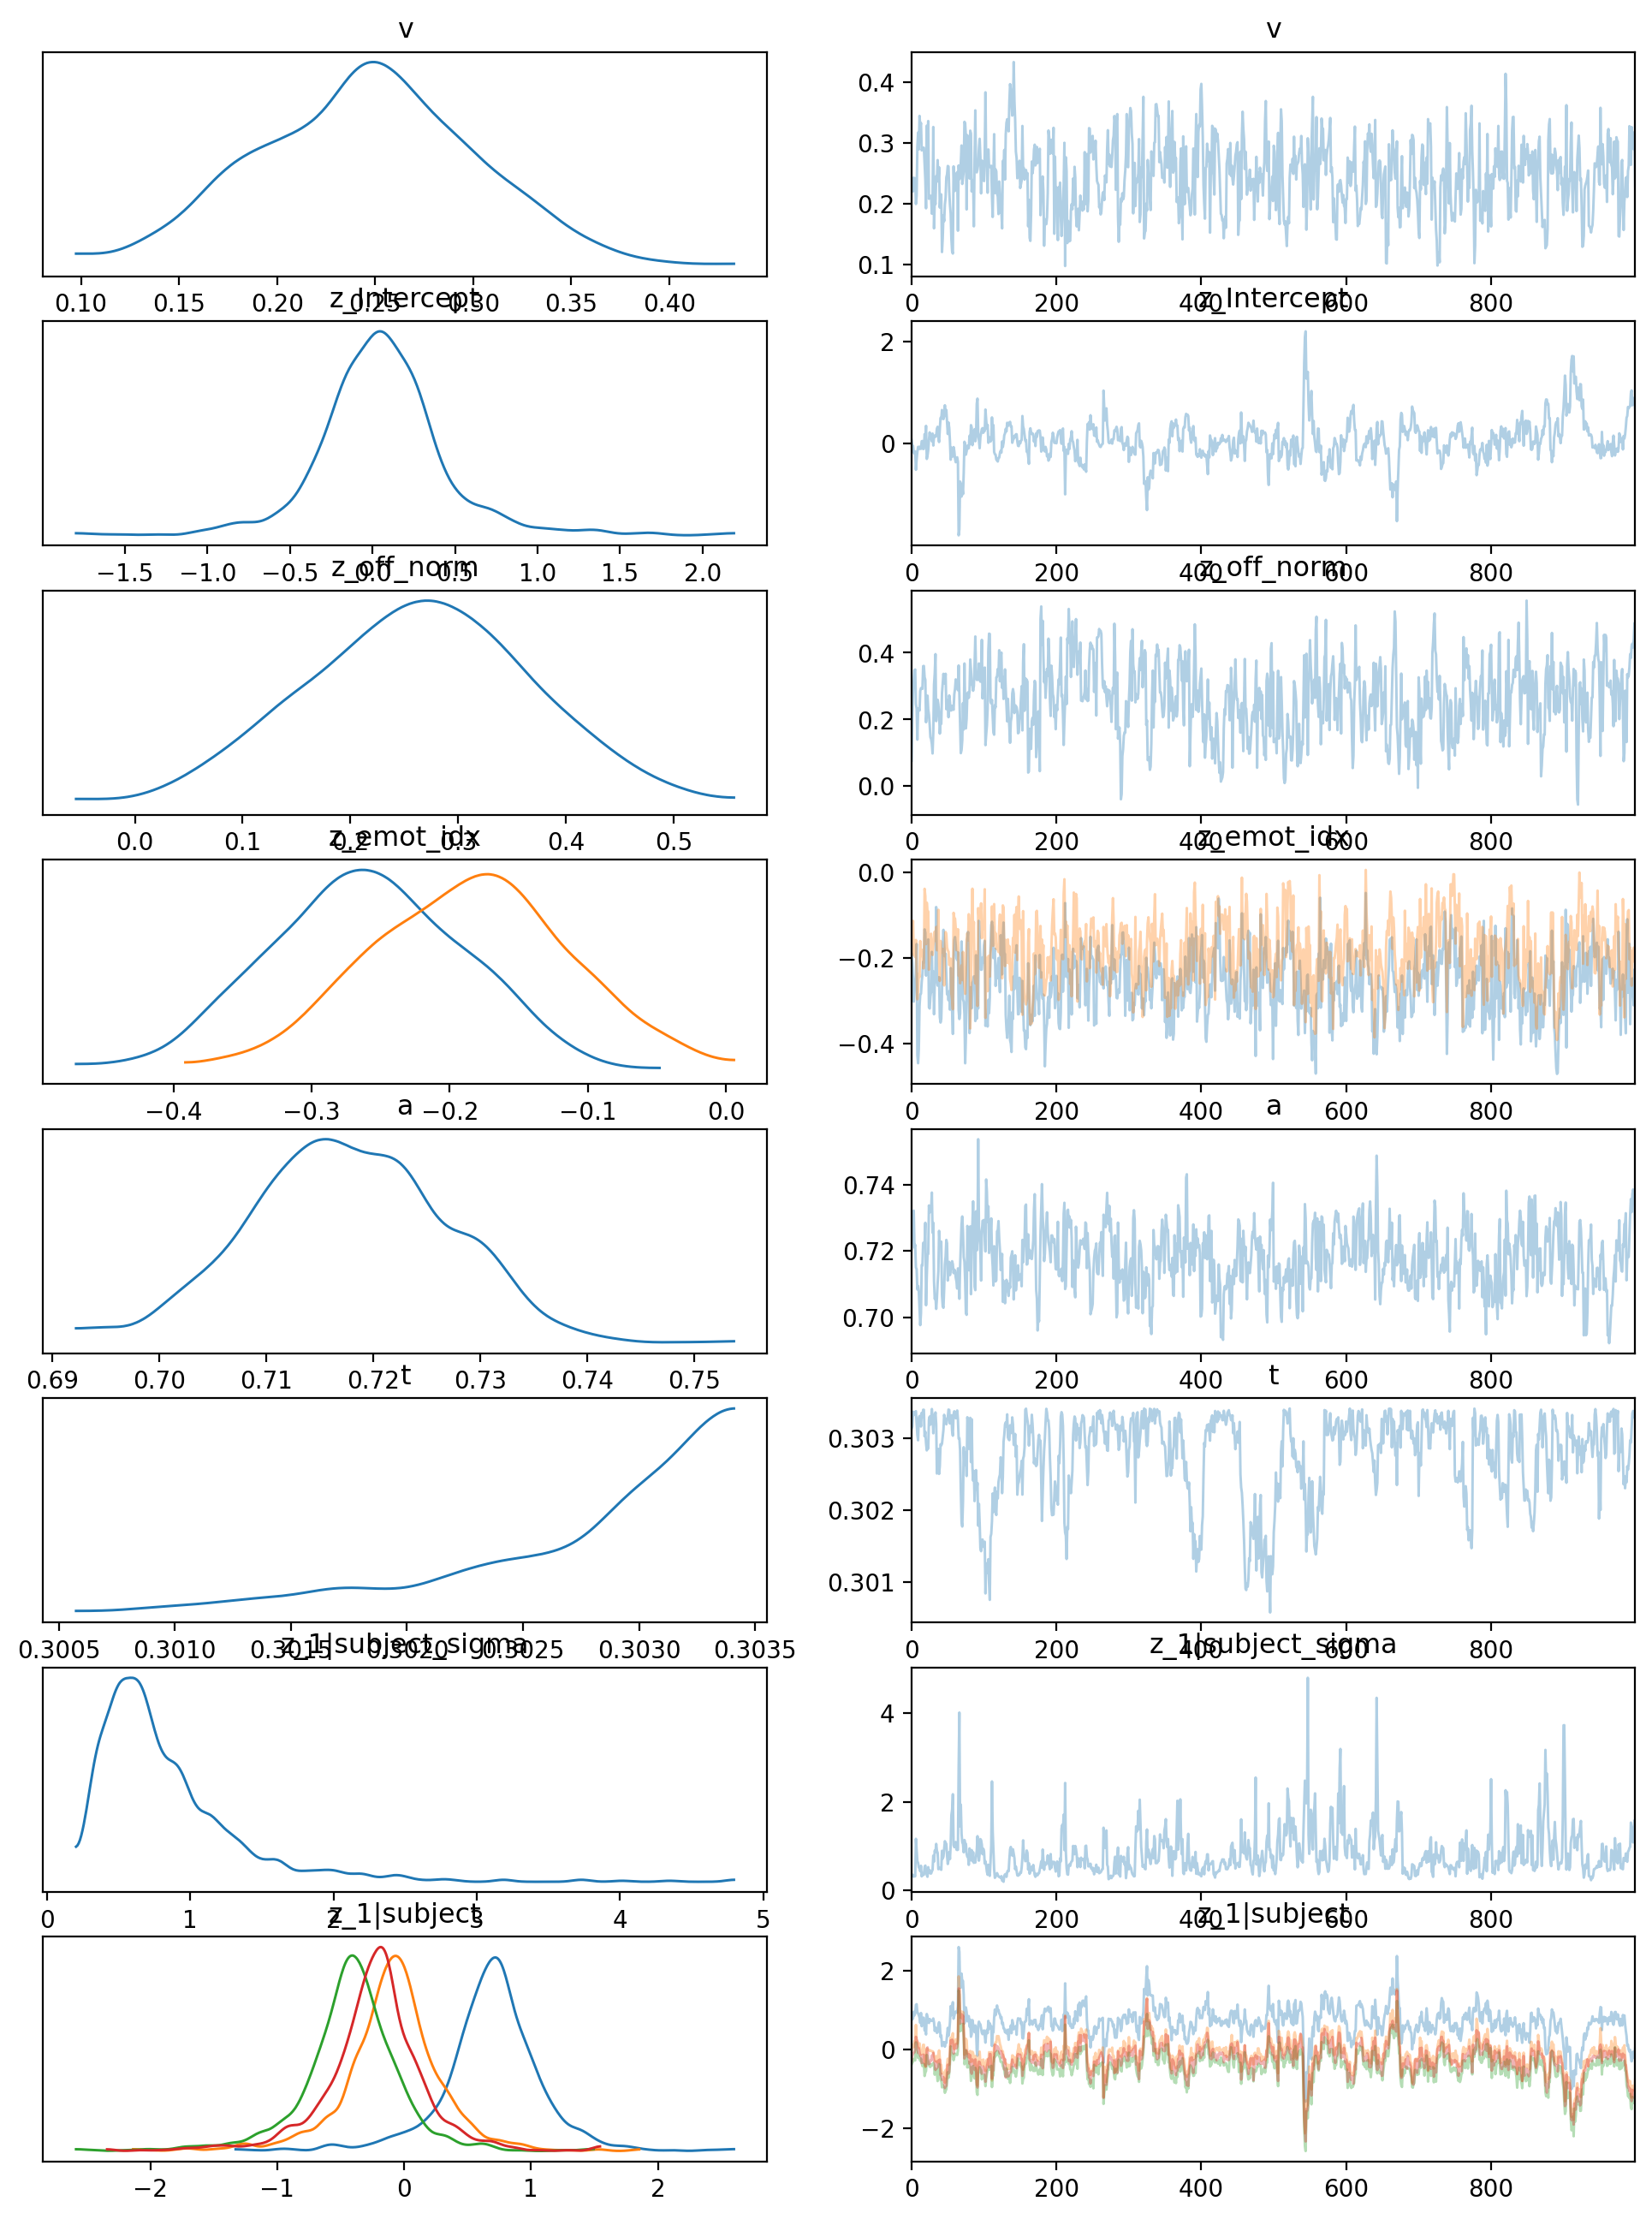 v v
0.4
0.3
0.2
0.1
0.10 0.15 0.20 0.25 0.30 0.35 0.40 0 200 400 600 800
z_Intercept z_Intercept
2
0
−1.5 −1.0 −0.5 0.0 0.5 1.0 1.5 2.0 0 200 400 600 800
z_off_norm z_off_norm
0.4
0.2
0.0
0.0 0.1 0.2 0.3 0.4 0.5 0 200 400 600 800
z_emot_idx z_emot_idx
0.0
−0.2
−0.4
−0.4 −0.3 −0.2 −0.1 0.0 0 200 400 600 800
a a
0.74
0.72
0.70
0.69 0.70 0.71 0.72 0.73 0.74 0.75 0 200 400 600 800
t t
0.303
0.302
0.301
0.3005 0.3010 0.3015 0.3020 0.3025 0.3030 0.3035 0 200 400 600 800
z_1|subject_sigma z_1|subject_sigma
4
2
0
0 1 2 3 4 5 0 200 400 600 800
z_1|subject z_1|subject
2
0
−2
−2 −1 0 1 2 0 200 400 600 800